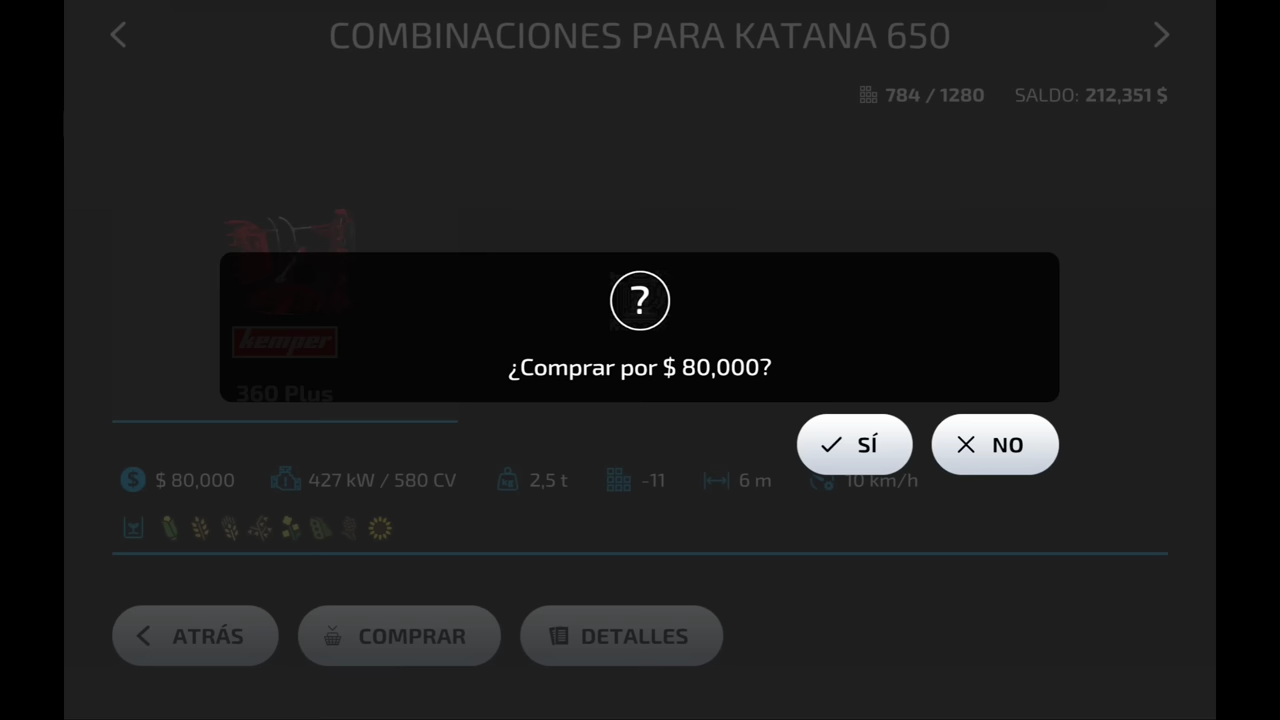 COMBINACIONES PARA KATANA 650
784 / 1280 SALDO: 212,351 $
?
kemper
¿Comprar por $ 80,000?
360 Plus
SÍ NO
$ 80,000 427 kW / 580 CV 2,5 t -11 6 m 10 km/h
ATRÁS COMPRAR DETALLES